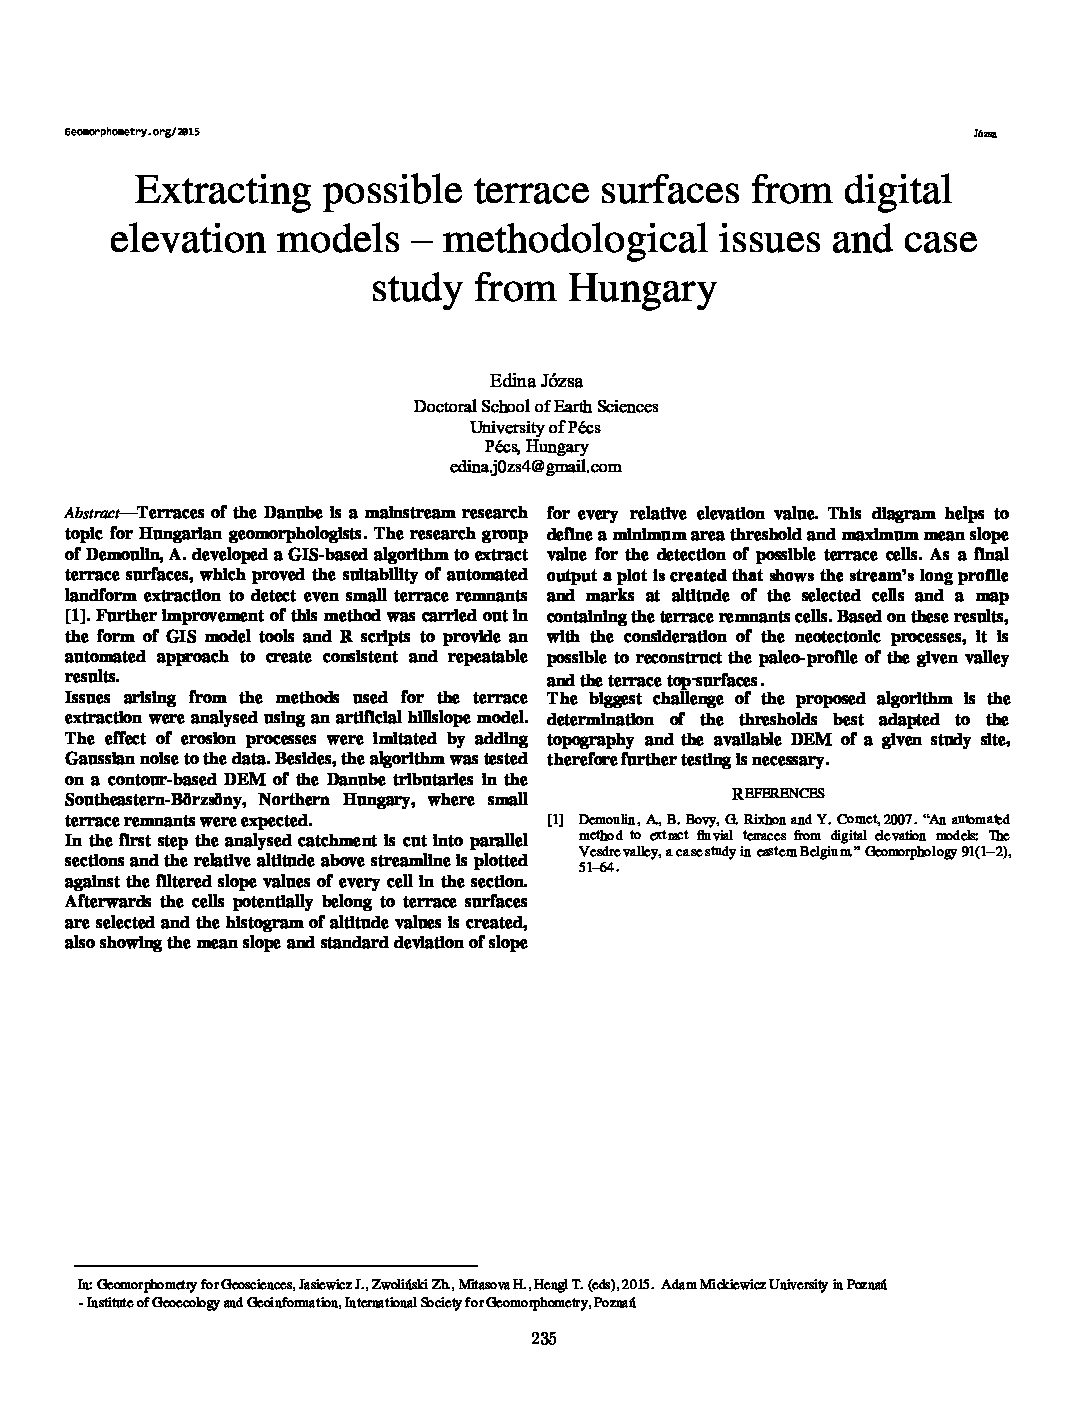 Geomorphometry.org/2015
Józsa
Extracting possible terrace surfaces from digital
elevation models – methodological issues and case
study from Hungary
Edina Józsa
Doctoral School of Earth Sciences
University of Pécs
Pécs, Hungary
edina.j0zs4@gmail.com
Abstract—Terraces of the Danube is a mainstream research
topic for Hungarian geomorphologists. The research group
of Demoulin, A. developed a GIS-based algorithm to extract
terrace surfaces, which proved the suitability of automated
landform extraction to detect even small terrace remnants
[1]. Further improvement of this method was carried out in
the form of GIS model tools and R scripts to provide an
automated approach to create consistent and repeatable
results.
Issues arising from the methods used for the terrace
extraction were analysed using an artificial hillslope model.
The effect of erosion processes were imitated by adding
Gaussian noise to the data. Besides, the algorithm was tested
on a contour-based DEM of the Danube tributaries in the
Southeastern-Börzsöny, Northern Hungary, where small
terrace remnants were expected.
In the first step the analysed catchment is cut into parallel
sections and the relative altitude above streamline is plotted
against the filtered slope values of every cell in the section.
Afterwards the cells potentially belong to terrace surfaces
are selected and the histogram of altitude values is created,
also showing the mean slope and standard deviation of slope
for every relative elevation value. This diagram helps to
define a minimum area threshold and maximum mean slope
value for the detection of possible terrace cells. As a final
output a plot is created that shows the stream's long profile
and marks at altitude of the selected cells and a map
containing the terrace remnants cells. Based on these results,
with the consideration of the neotectonic processes, it is
possible to reconstruct the paleo-profile of the given valley
and the terrace top-surfaces.
The biggest challenge of the proposed algorithm is the
determination of the thresholds best adapted to the
topography and the available DEM of a given study site,
therefore further testing is necessary.
REFERENCES
[1] Demoulin, A., B. Bovy, G. Rixhon and Y. Cornet, 2007. “An automated
method to extract fluvial terraces from digital elevation models: The
Vesdre valley, a case study in eastern Belgium.” Geomorphology 91(1–2),
51–64.
In: Geomorphometry for Geosciences, Jasiewicz J., Zwoliński Zb., Mitasova H., Hengl T. (eds), 2015. Adam Mickiewicz University in Poznań
- Institute of Geoecology and Geoinformation, International Society for Geomorphometry, Poznań
235